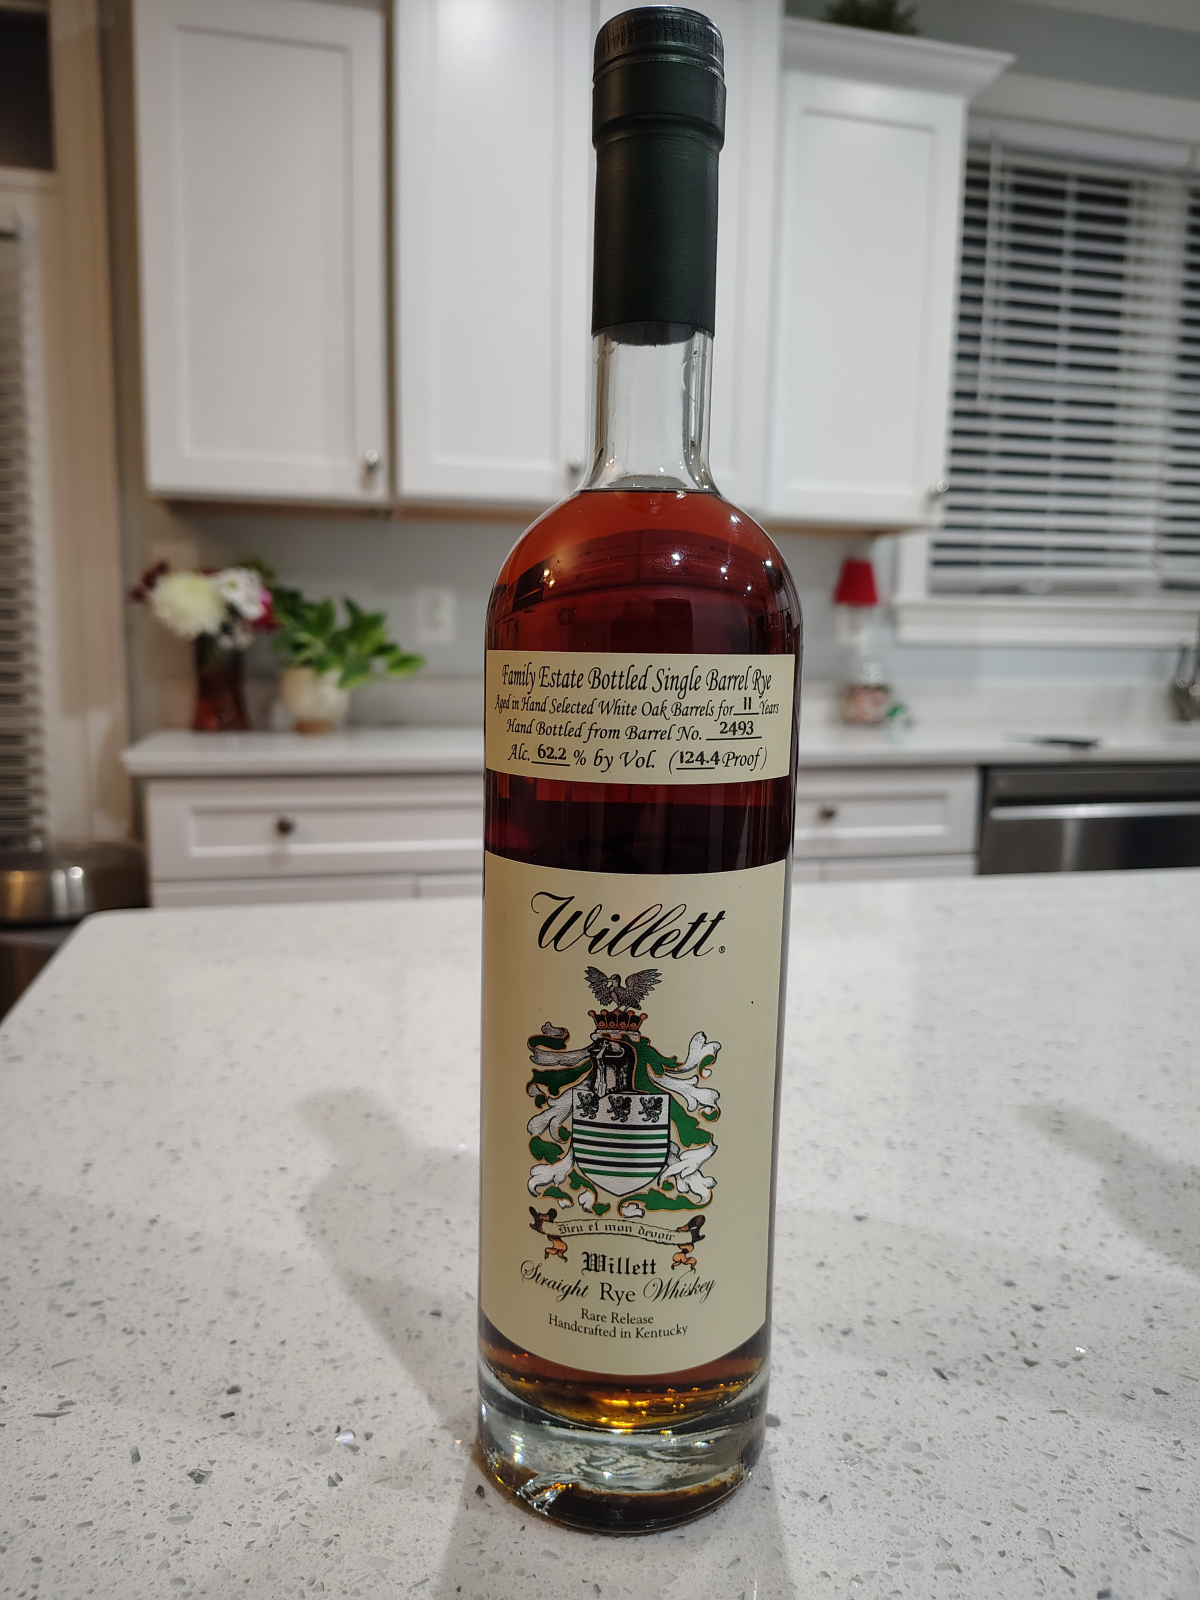 Family Estate Bottled Single Barrel Rye
Aged in Hand Selected White Oak Barrels for 11 Years
Hand Bottled from Barrel No. 2493
Alc. 62.2 % by Vol. (124.4 Proof)
Willett®
Dieu et mon devoir
Willett
Straight Rye Whiskey
Rare Release
Handcrafted in Kentucky